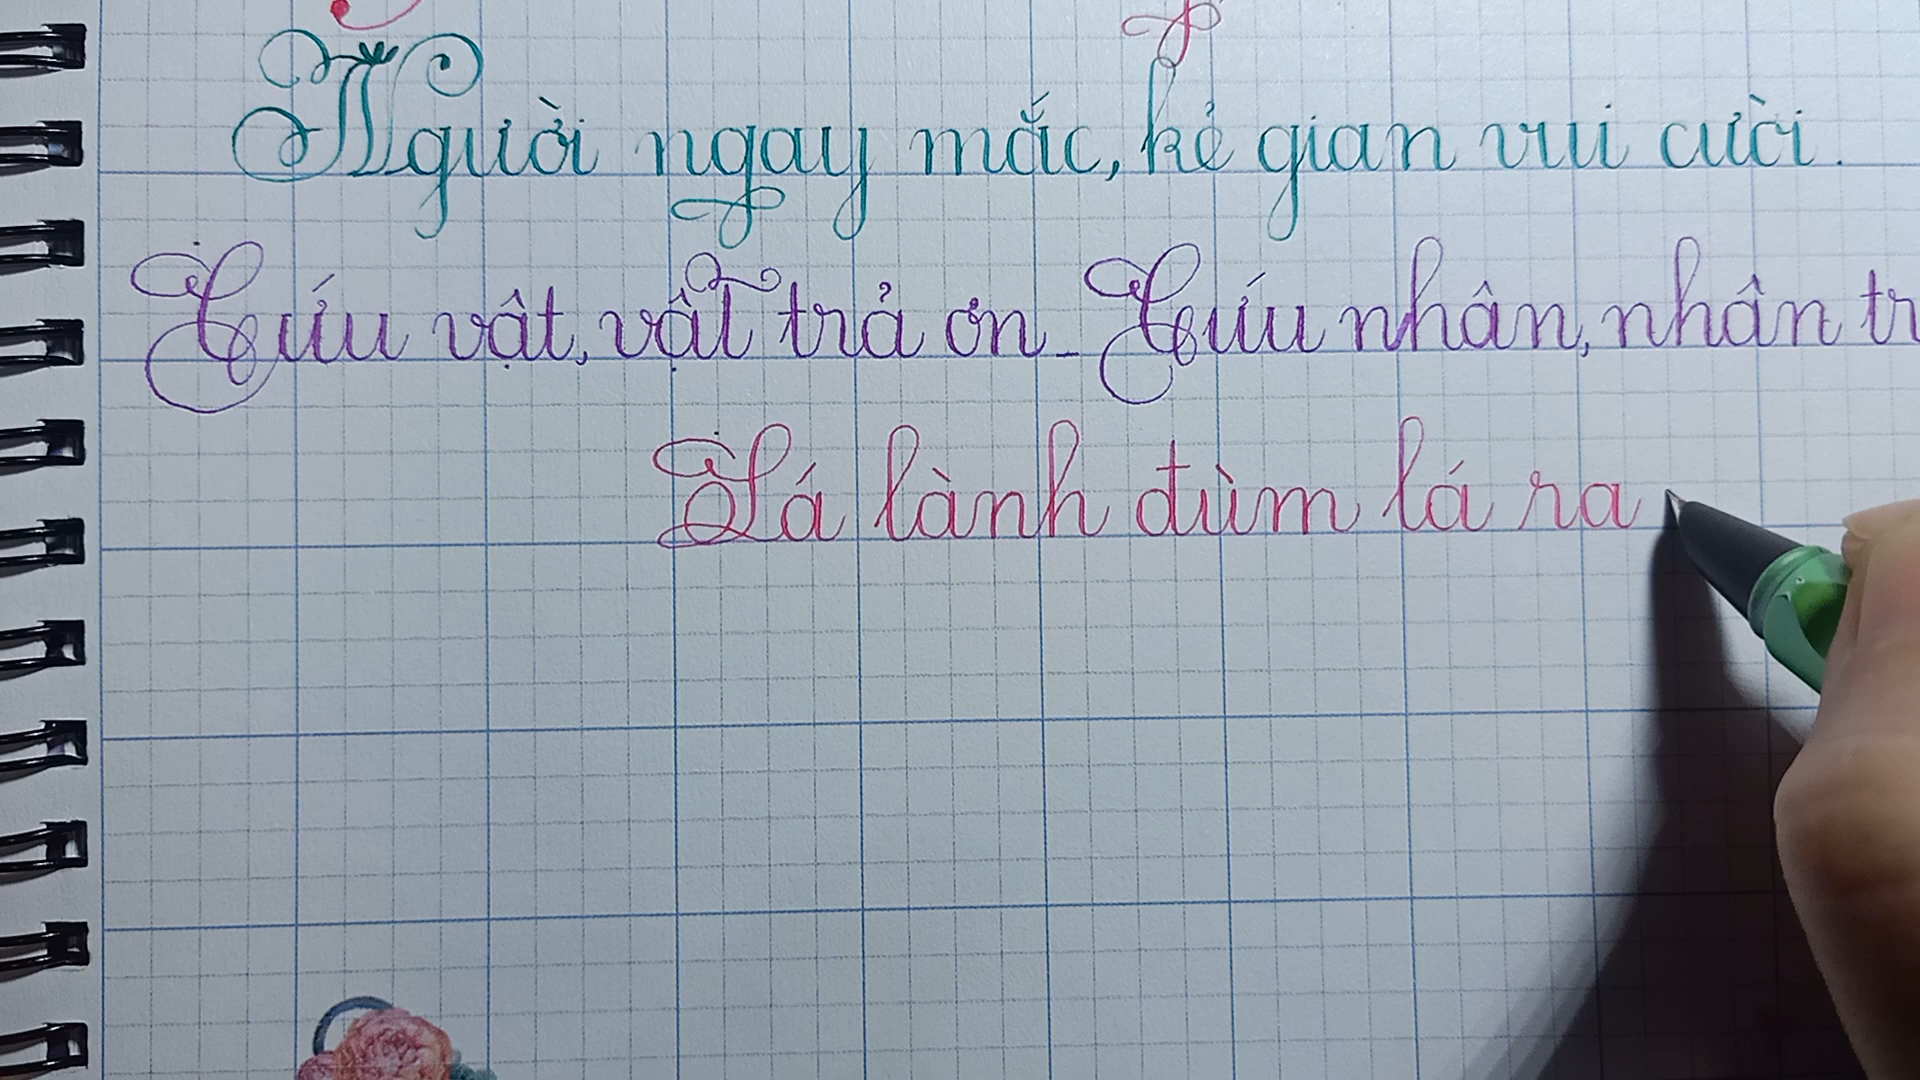 Người ngay mắc, kẻ gian vui cười.
Cứu vật, vật trả ơn. Cứu nhân, nhân tr
Lá lành đùm lá ra